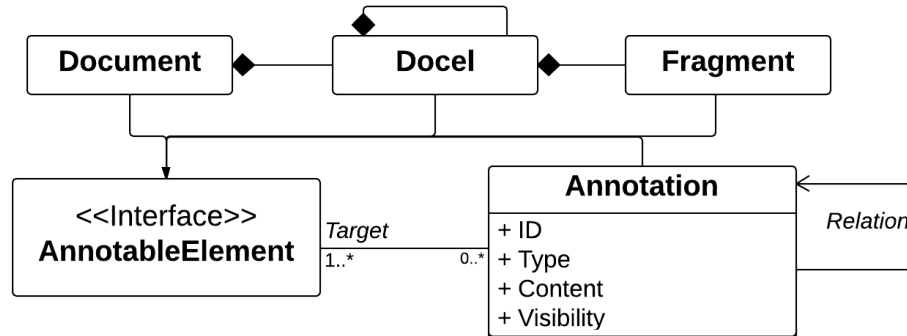 Document
Docel
Fragment
<<Interface>>
AnnotableElement
Target
1..*
0..*
Annotation
+ ID
+ Type
+ Content
+ Visibility
Relation